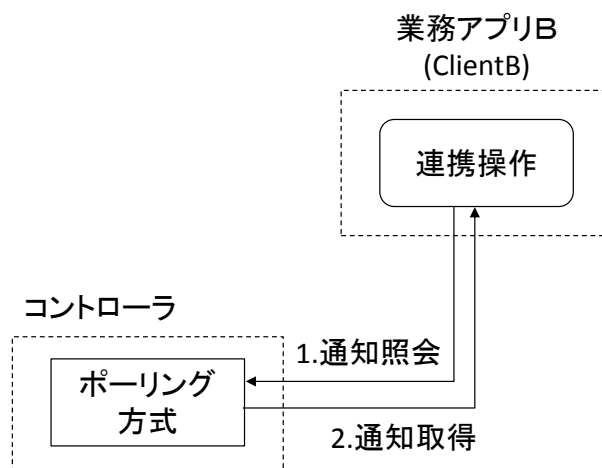 業務アプリB
(ClientB)
連携操作
コントローラ
1.通知照会
ポーリング
方式
2.通知取得